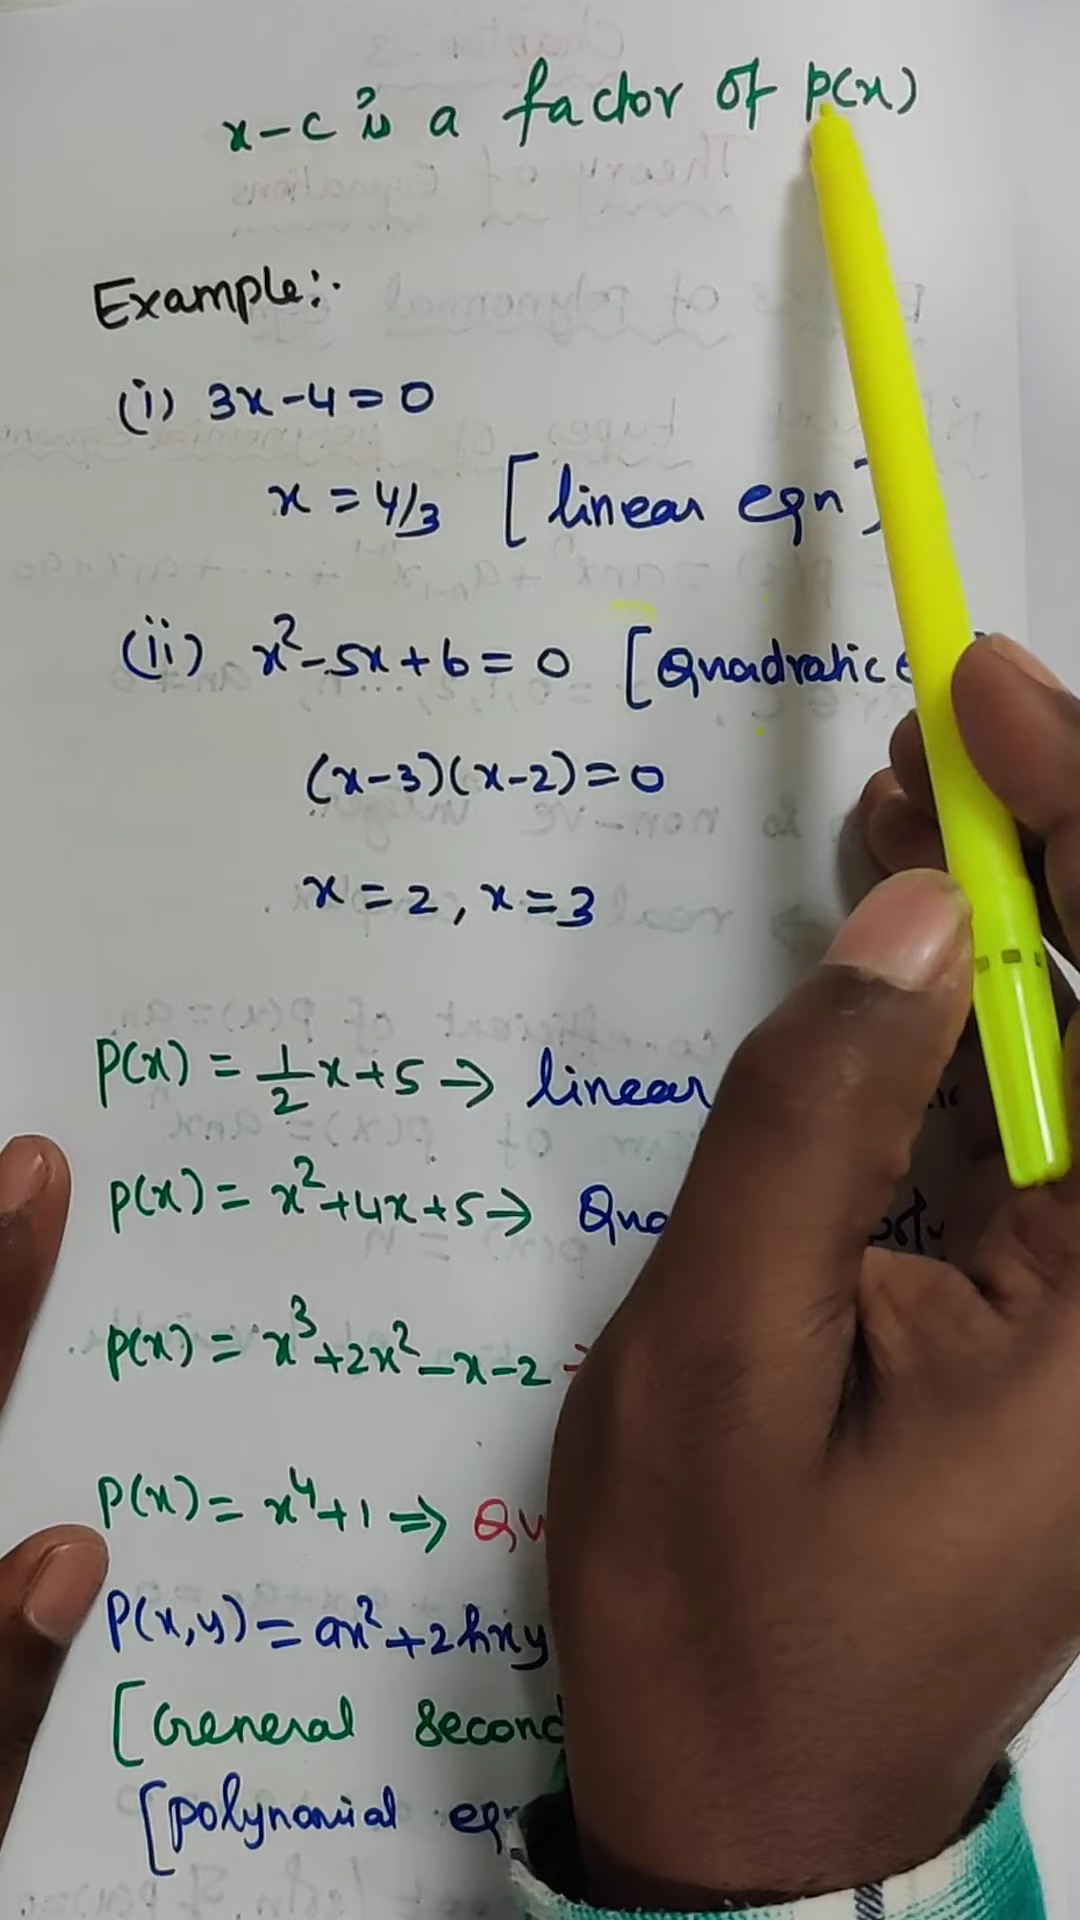 x-c is a factor of p(x)
Example:-
(i) 3x-4=0
x = 4/3 [linear eqn]
(ii) x²-5x+6=0 [Quadratic
(x-3)(x-2)=0
x=2, x=3
P(x) = 1/2 x+5 → linear
p(x) = x²+4x+5 →
p(x) = x³+2x²-x-2
P(x) = x⁴+1 ⇒
P(x,y) = ax²+2hxy
[General Second
[polynomial eqn